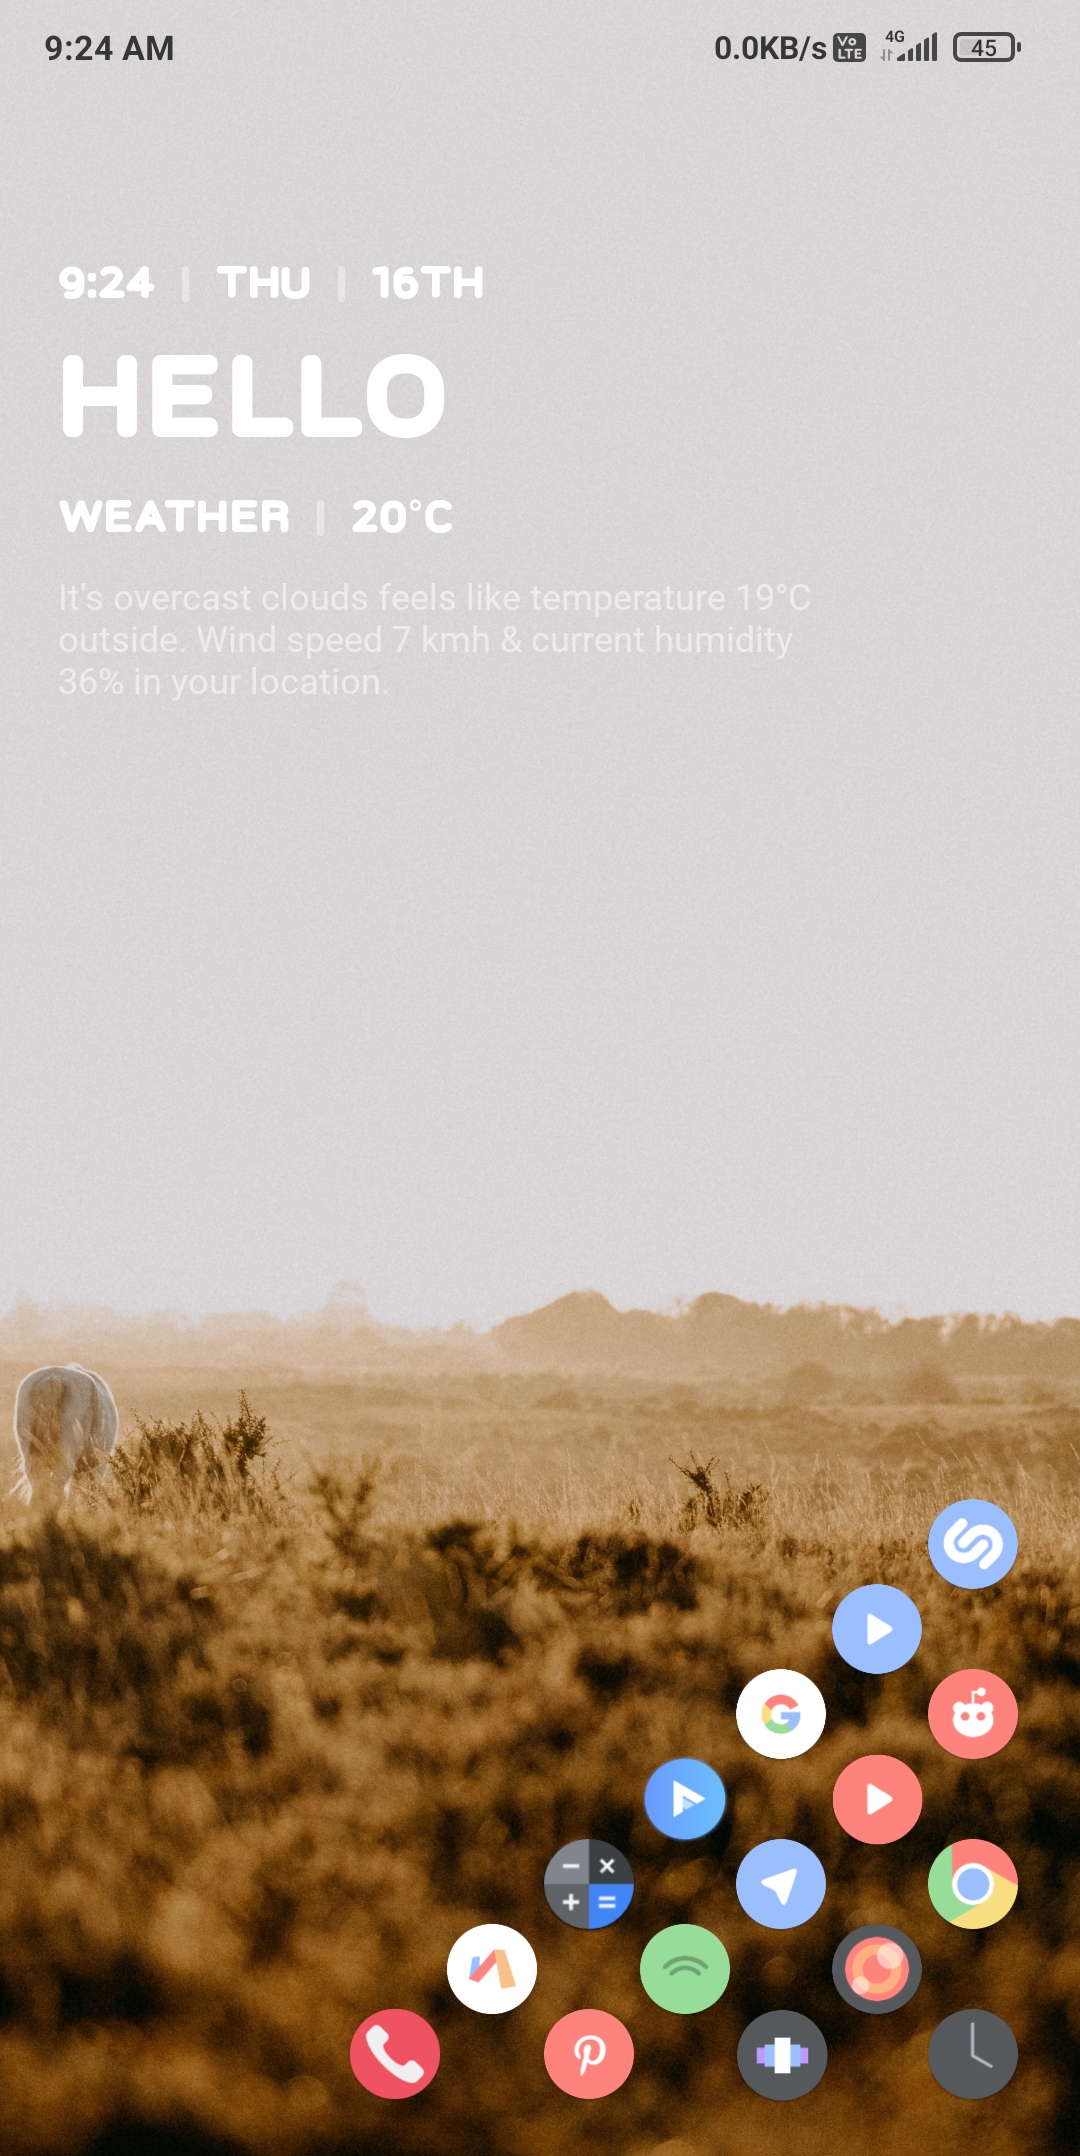 9:24 AM 0.0KB/s Vo LTE 4G 45
9:24 | THU | 16TH
HELLO
WEATHER | 20°C
It's overcast clouds feels like temperature 19°C
outside. Wind speed 7 kmh & current humidity
36% in your location.